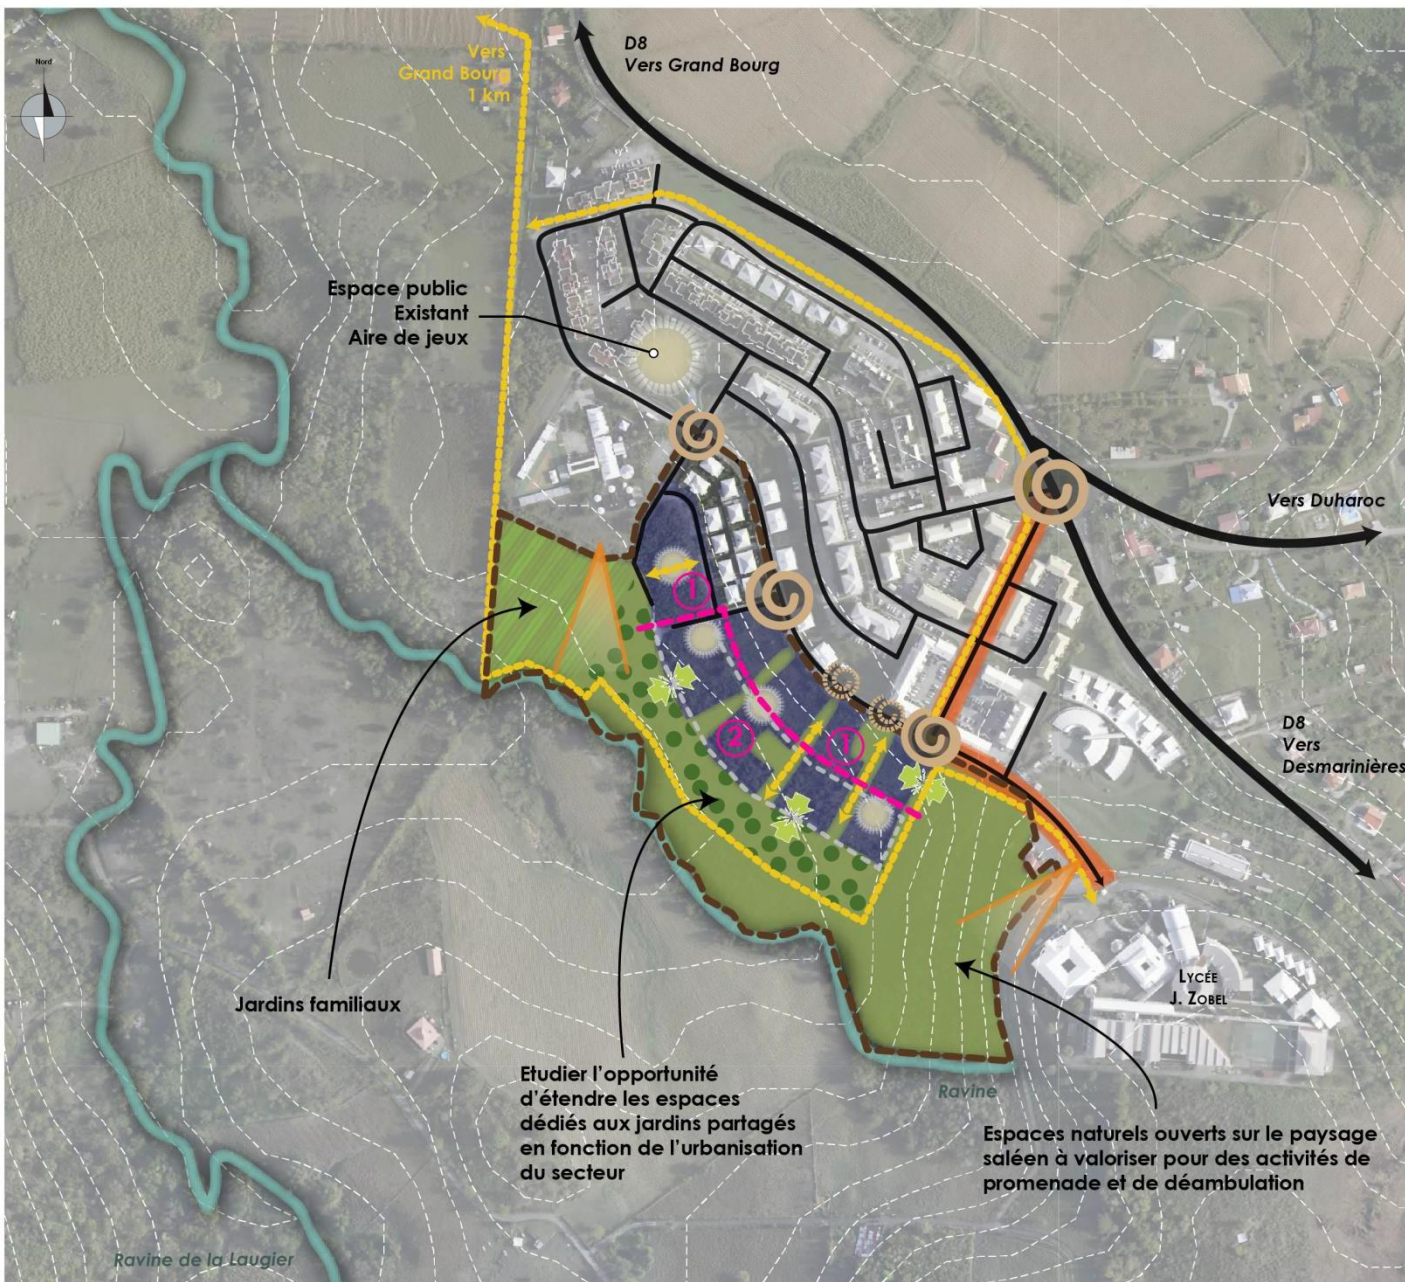 Nord
Vers
Grand Bourg
1 km
D8
Vers Grand Bourg
Espace public
Existant
Aire de jeux
Vers Duharoc
1
2
1
D8
Vers
Desmarinières
Lycée
J. Zobel
Jardins familiaux
Etudier l’opportunité
d’étendre les espaces
dédiés aux jardins partagés
en fonction de l’urbanisation
du secteur
Ravine
Espaces naturels ouverts sur le paysage
saléen à valoriser pour des activités de
promenade et de déambulation
Ravine de la Laugier